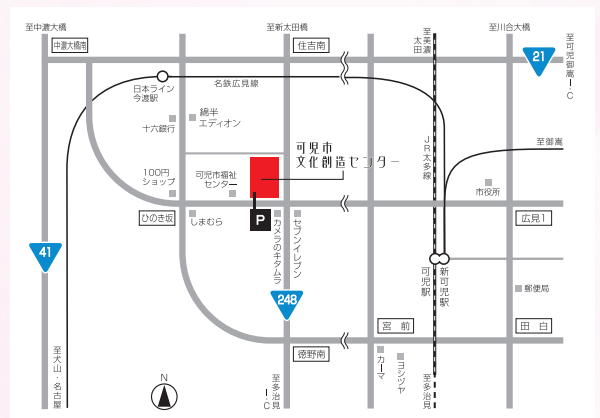 至中濃大橋
至新太田橋
至美濃太田
至川合大橋
至可児御嵩I・C
中濃大橋南
住吉南
21
日本ライン
今渡駅
名鉄広見線
綿半
エディオン
十六銀行
JR太多線
可児市
文化創造センター
至御嵩
100円
ショップ
可児市福祉
センター
市役所
ひのき坂
しまむら
P
カメラのキタムラ
セブンイレブン
広見1
41
248
可児駅
新可児駅
郵便局
徳野南
宮前
田白
カーマ
ヨシヅヤ
至犬山・名古屋
N
至多治見I・C
至多治見